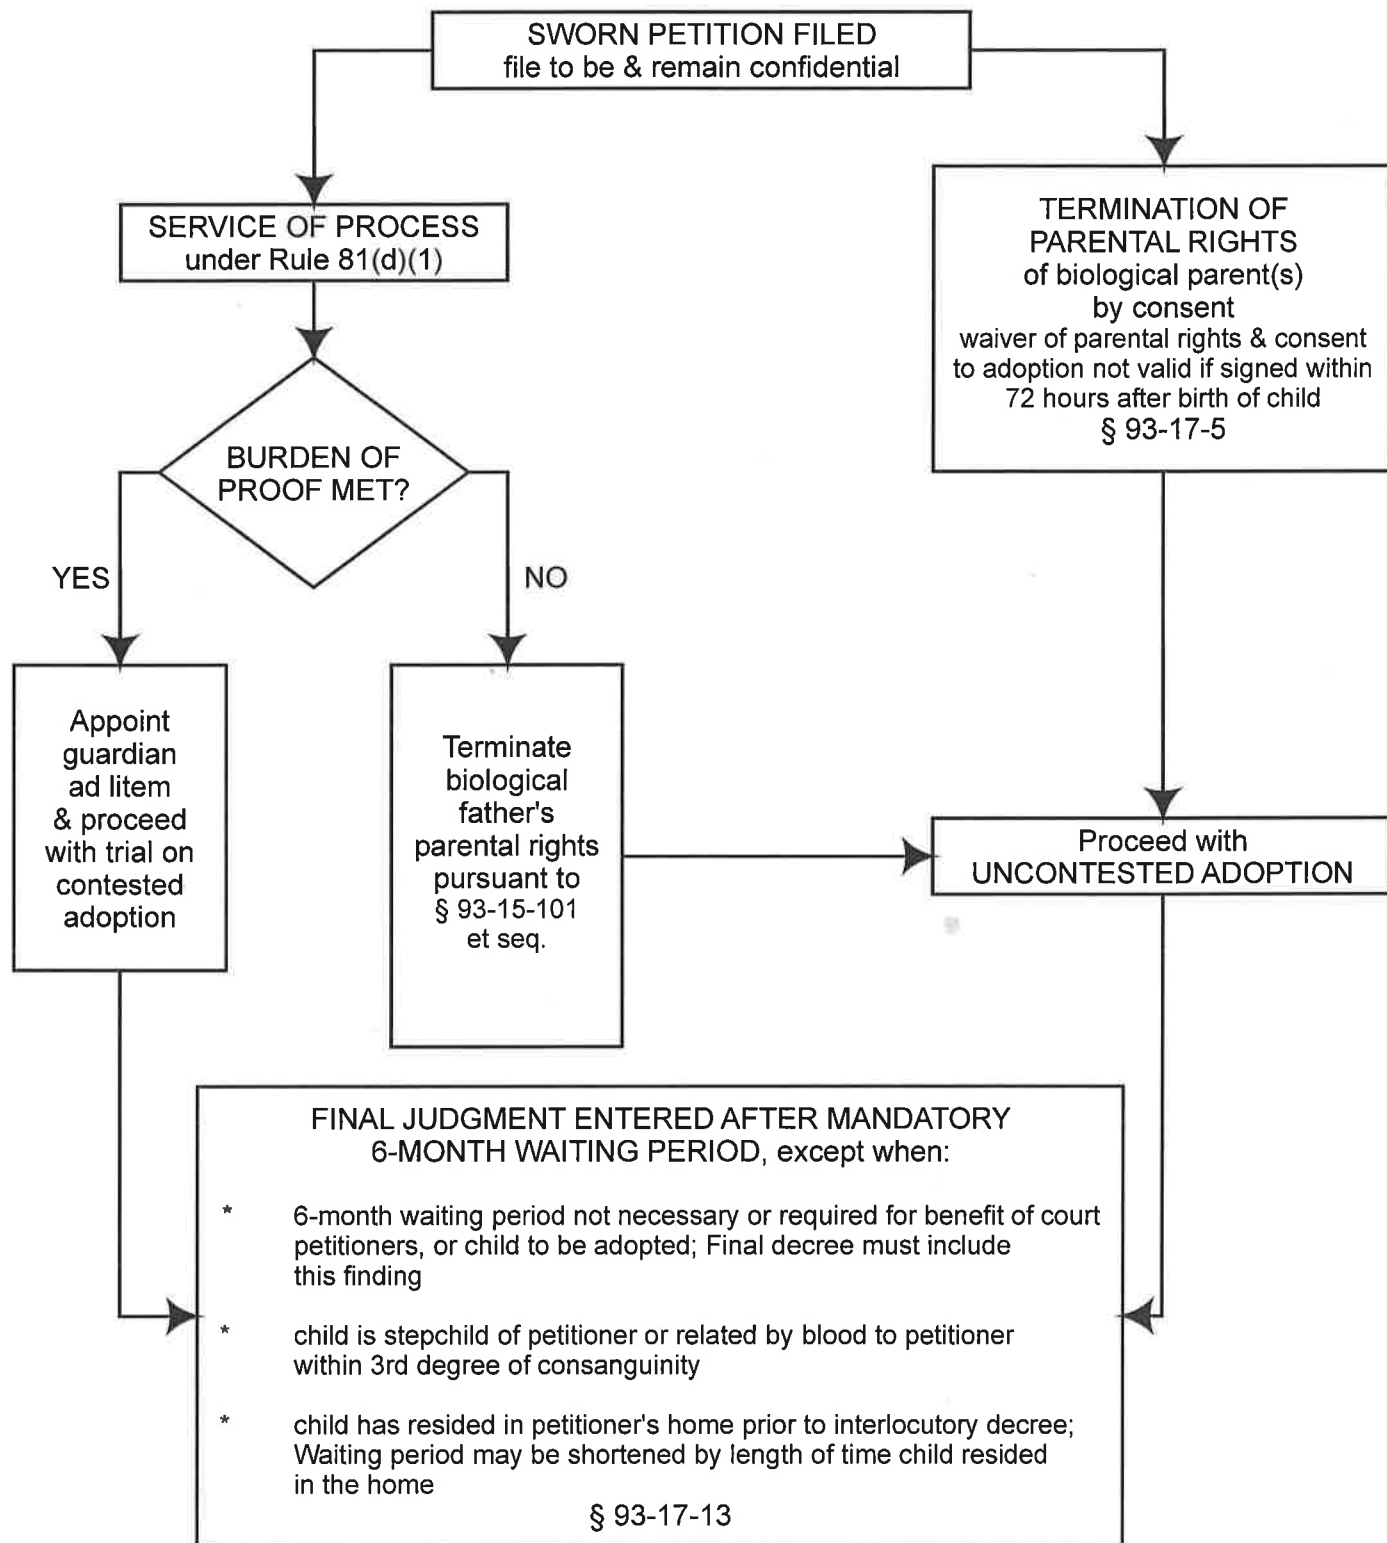 SWORN PETITION FILED
file to be & remain confidential
SERVICE OF PROCESS
under Rule 81(d)(1)
TERMINATION OF
PARENTAL RIGHTS
of biological parent(s)
by consent
waiver of parental rights & consent
to adoption not valid if signed within
72 hours after birth of child
§ 93-17-5
BURDEN OF
PROOF MET?
YES
NO
Appoint
guardian
ad litem
& proceed
with trial on
contested
adoption
Terminate
biological
father's
parental rights
pursuant to
§ 93-15-101
et seq.
Proceed with
UNCONTESTED ADOPTION
FINAL JUDGMENT ENTERED AFTER MANDATORY
6-MONTH WAITING PERIOD, except when:
* 6-month waiting period not necessary or required for benefit of court
petitioners, or child to be adopted; Final decree must include
this finding
* child is stepchild of petitioner or related by blood to petitioner
within 3rd degree of consanguinity
* child has resided in petitioner's home prior to interlocutory decree;
Waiting period may be shortened by length of time child resided
in the home
§ 93-17-13